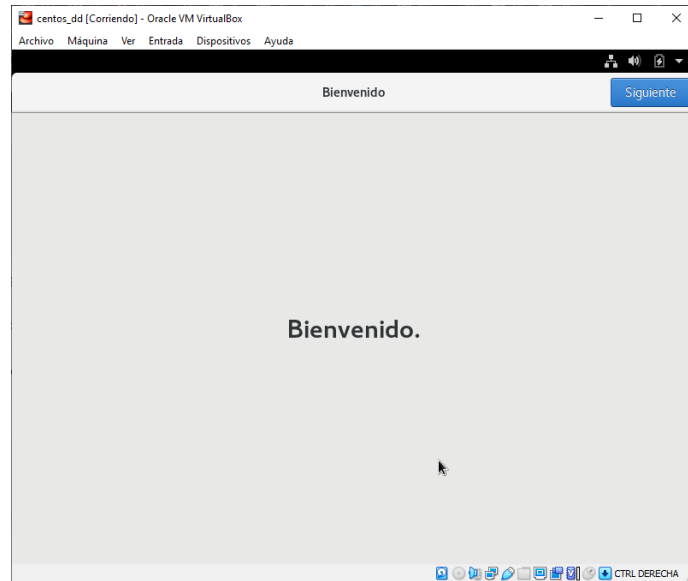 centos_dd [Corriendo] - Oracle VM VirtualBox
Archivo Máquina Ver Entrada Dispositivos Ayuda
Bienvenido
Siguiente
Bienvenido.
CTRL DERECHA